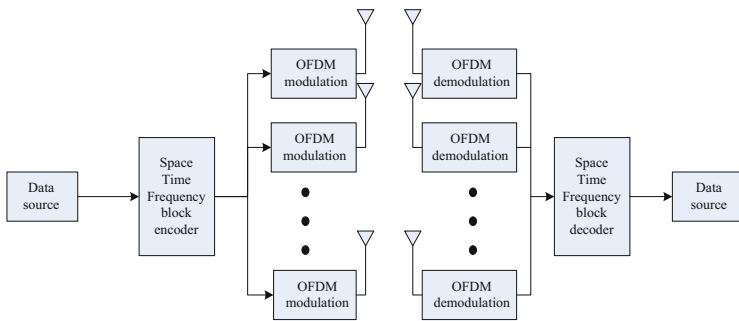 Data
source
Space
Time
Frequency
block
encoder
OFDM
modulation
OFDM
modulation
OFDM
modulation
OFDM
demodulation
OFDM
demodulation
OFDM
demodulation
Space
Time
Frequency
block
decoder
Data
source